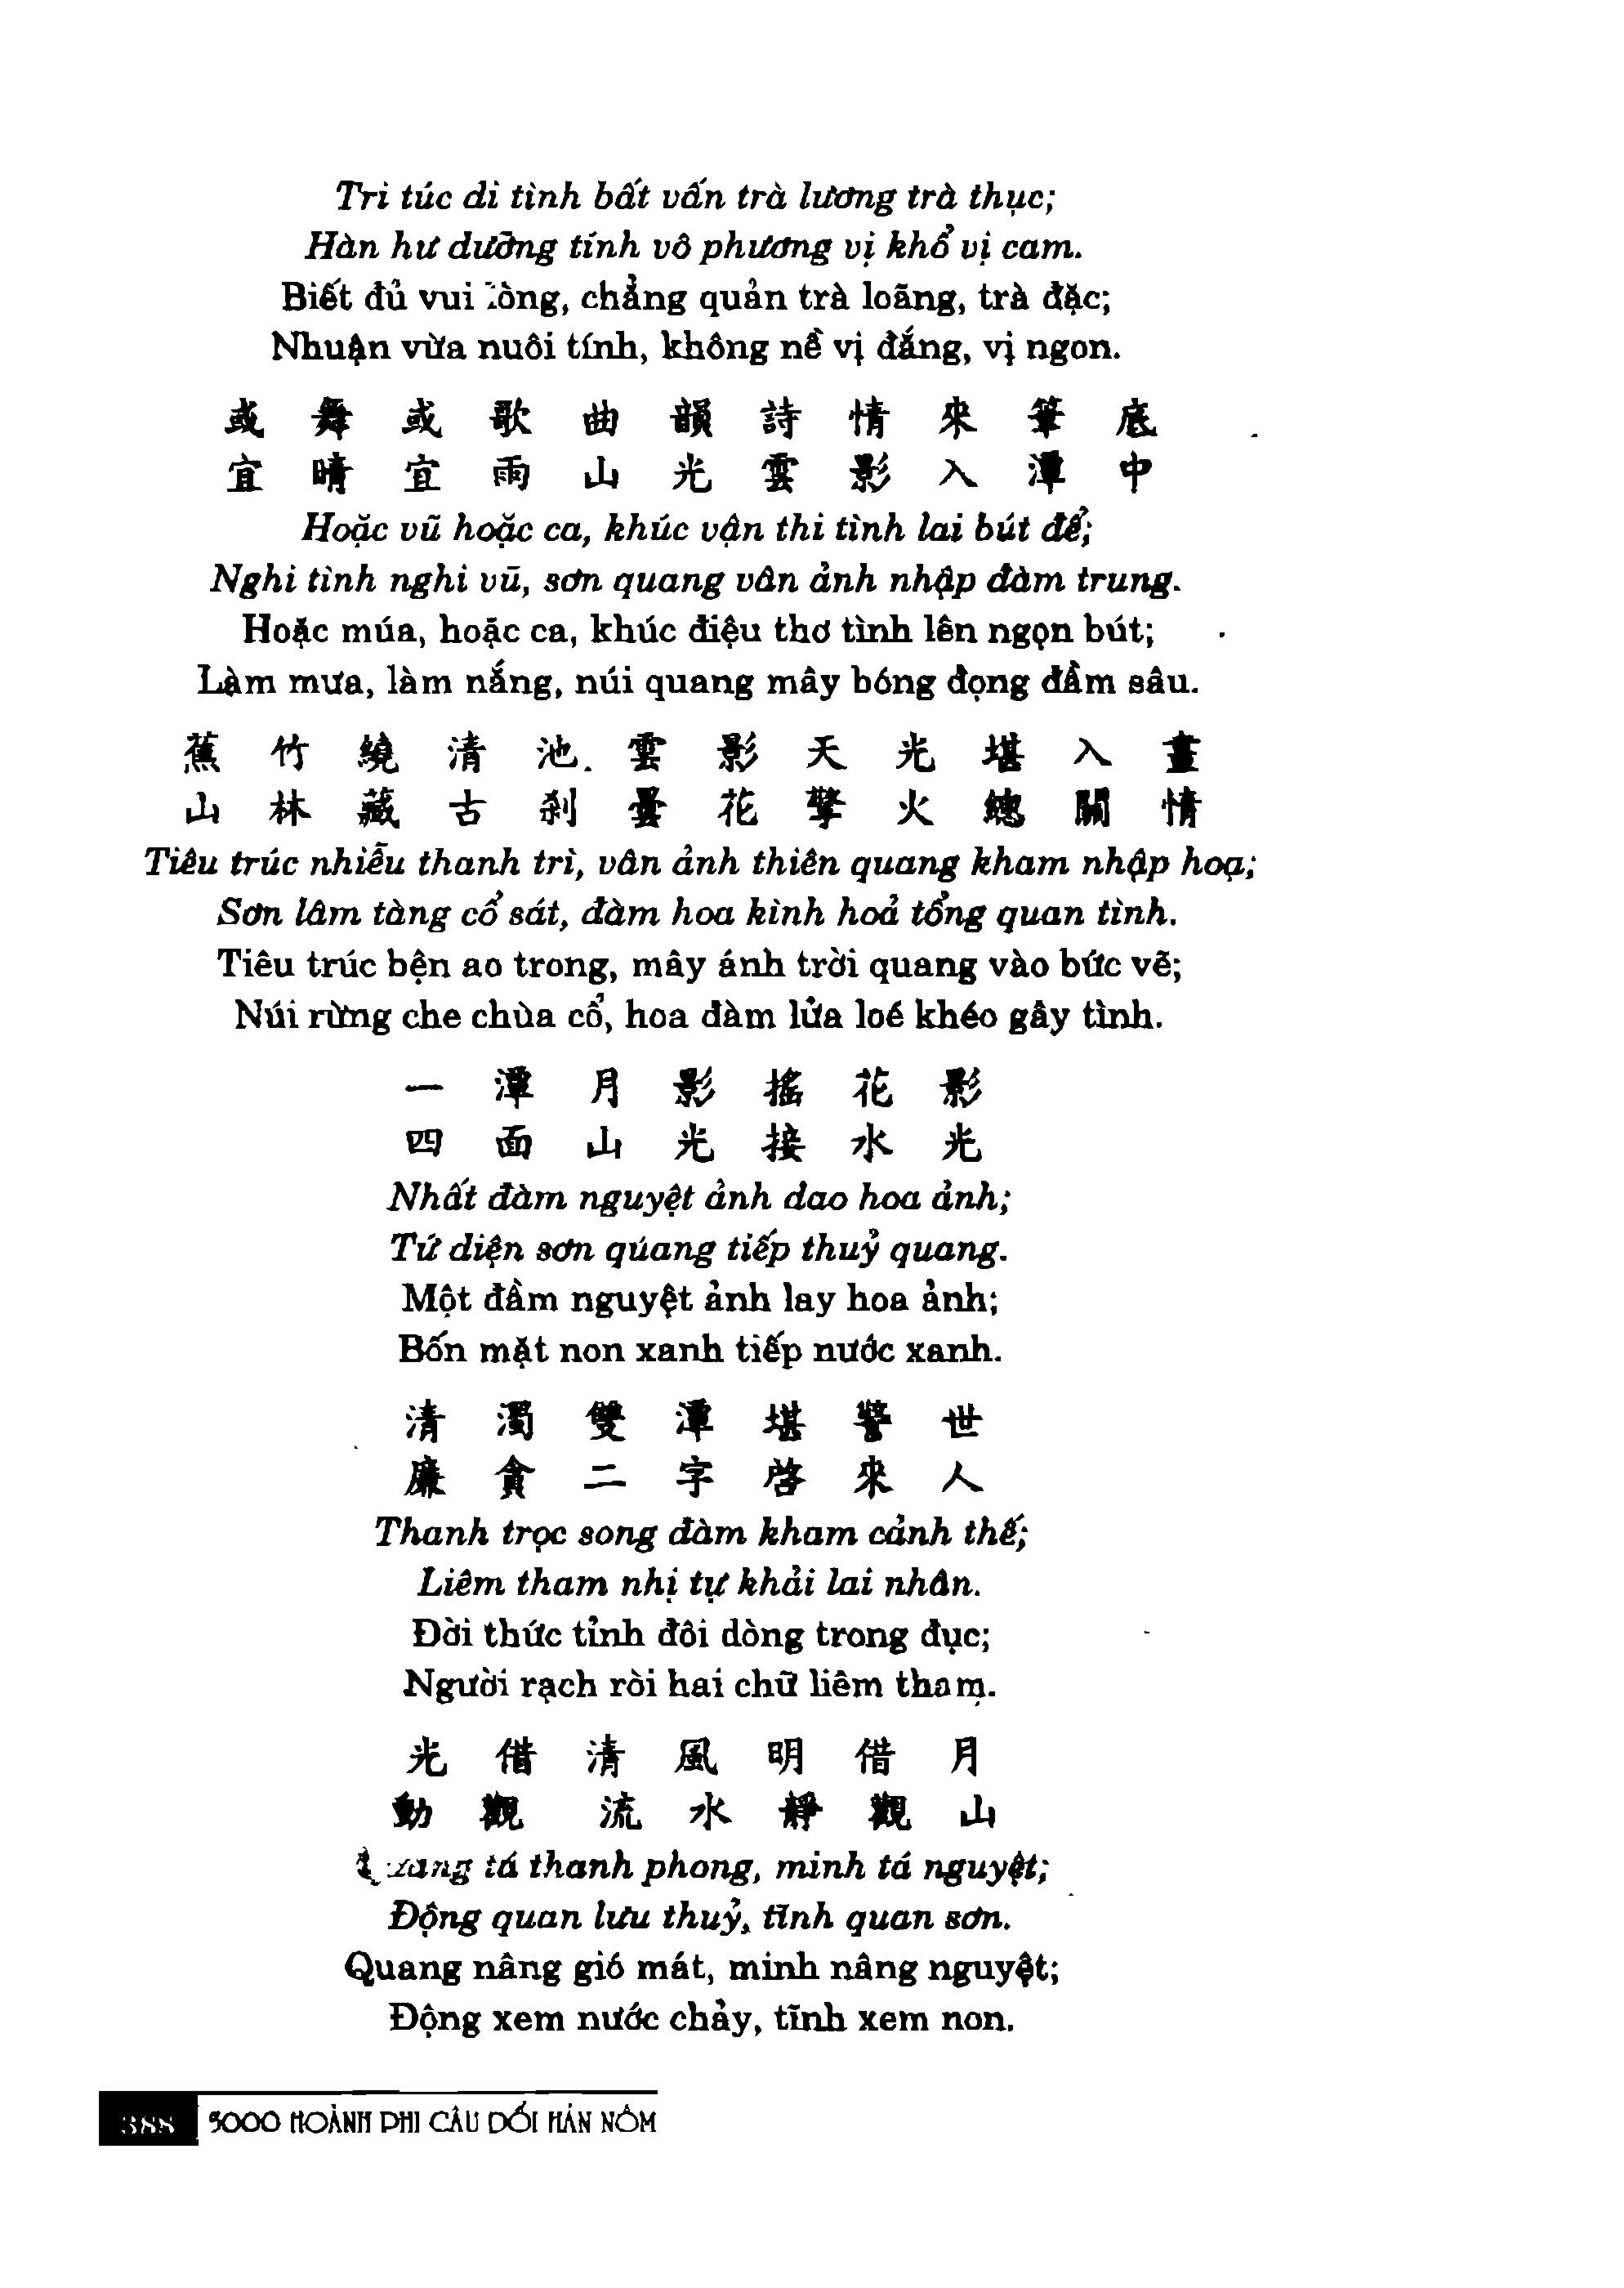 Tri túc di tình bất vấn trà lương trà thục;
Hàn hư dưỡng tính vô phương vị khổ vị cam.
Biết đủ vui lòng, chẳng quản trà loãng, trà đặc;
Nhuận vừa nuôi tính, không nề vị đắng, vị ngon.
或舞或歌曲韻詩情來筆底
宜晴宜雨山光雲影入潭中
Hoặc vũ hoặc ca, khúc vận thi tình lai bút để;
Nghi tình nghi vũ, sơn quang vân ảnh nhập đàm trung.
Hoặc múa, hoặc ca, khúc điệu thơ tình lên ngọn bút;
Làm mưa, làm nắng, núi quang mây bóng đọng đầm sâu.
蕉竹繞清池雲影天光堪入畫
山林藏古剎曇花擎火總關情
Tiêu trúc nhiễu thanh trì, vân ảnh thiên quang kham nhập hoạ;
Sơn lâm tàng cổ sát, đàm hoa kình hoả tổng quan tình.
Tiêu trúc bện ao trong, mây ánh trời quang vào bức vẽ;
Núi rừng che chùa cổ, hoa đàm lửa loé khéo gây tình.
一潭月影搖花影
四面山光接水光
Nhất đàm nguyệt ảnh dao hoa ảnh;
Tứ diện sơn qúang tiếp thuỷ quang.
Một đầm nguyệt ảnh lay hoa ảnh;
Bốn mặt non xanh tiếp nước xanh.
清濁雙潭堪警世
廉貪二字啓來人
Thanh trọc song đàm kham cảnh thế;
Liêm tham nhị tự khải lai nhân.
Đời thức tỉnh đôi dòng trong đục;
Người rạch ròi hai chữ liêm tham.
光借清風明借月
動觀流水靜觀山
Quang tá thanh phong, minh tá nguyệt;
Động quan lưu thuỷ, tĩnh quan sơn.
Quang nâng gió mát, minh nâng nguyệt;
Động xem nước chảy, tĩnh xem non.
388 5000 HOÀNH PHI CÂU ĐỐI HÁN NÔM